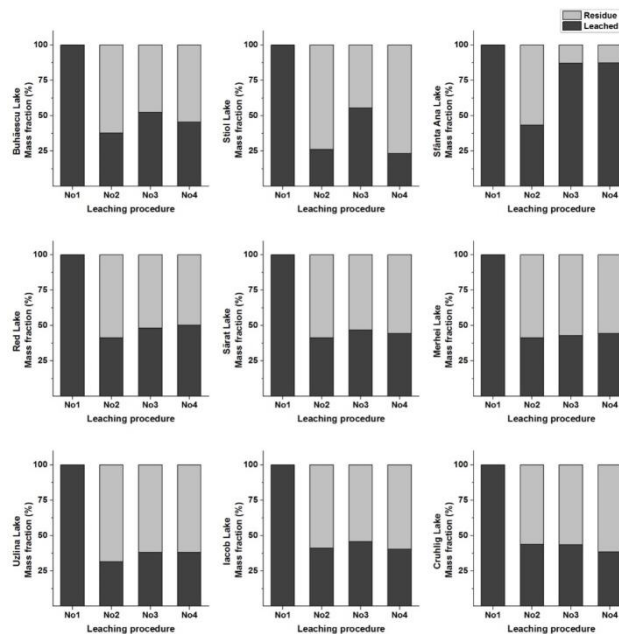 Residue
Leached
Buhăescu Lake
Mass fraction (%)
100
75
50
25
No1 No2 No3 No4
Leaching procedure
Stiol Lake
Mass fraction (%)
100
75
50
25
No1 No2 No3 No4
Leaching procedure
Sfânta Ana Lake
Mass fraction (%)
100
75
50
25
No1 No2 No3 No4
Leaching procedure
Red Lake
Mass fraction (%)
100
75
50
25
No1 No2 No3 No4
Leaching procedure
Sărat Lake
Mass fraction (%)
100
75
50
25
No1 No2 No3 No4
Leaching procedure
Merhei Lake
Mass fraction (%)
100
75
50
25
No1 No2 No3 No4
Leaching procedure
Uzlina Lake
Mass fraction (%)
100
75
50
25
No1 No2 No3 No4
Leaching procedure
Iacob Lake
Mass fraction (%)
100
75
50
25
No1 No2 No3 No4
Leaching procedure
Cruhlig Lake
Mass fraction (%)
100
75
50
25
No1 No2 No3 No4
Leaching procedure